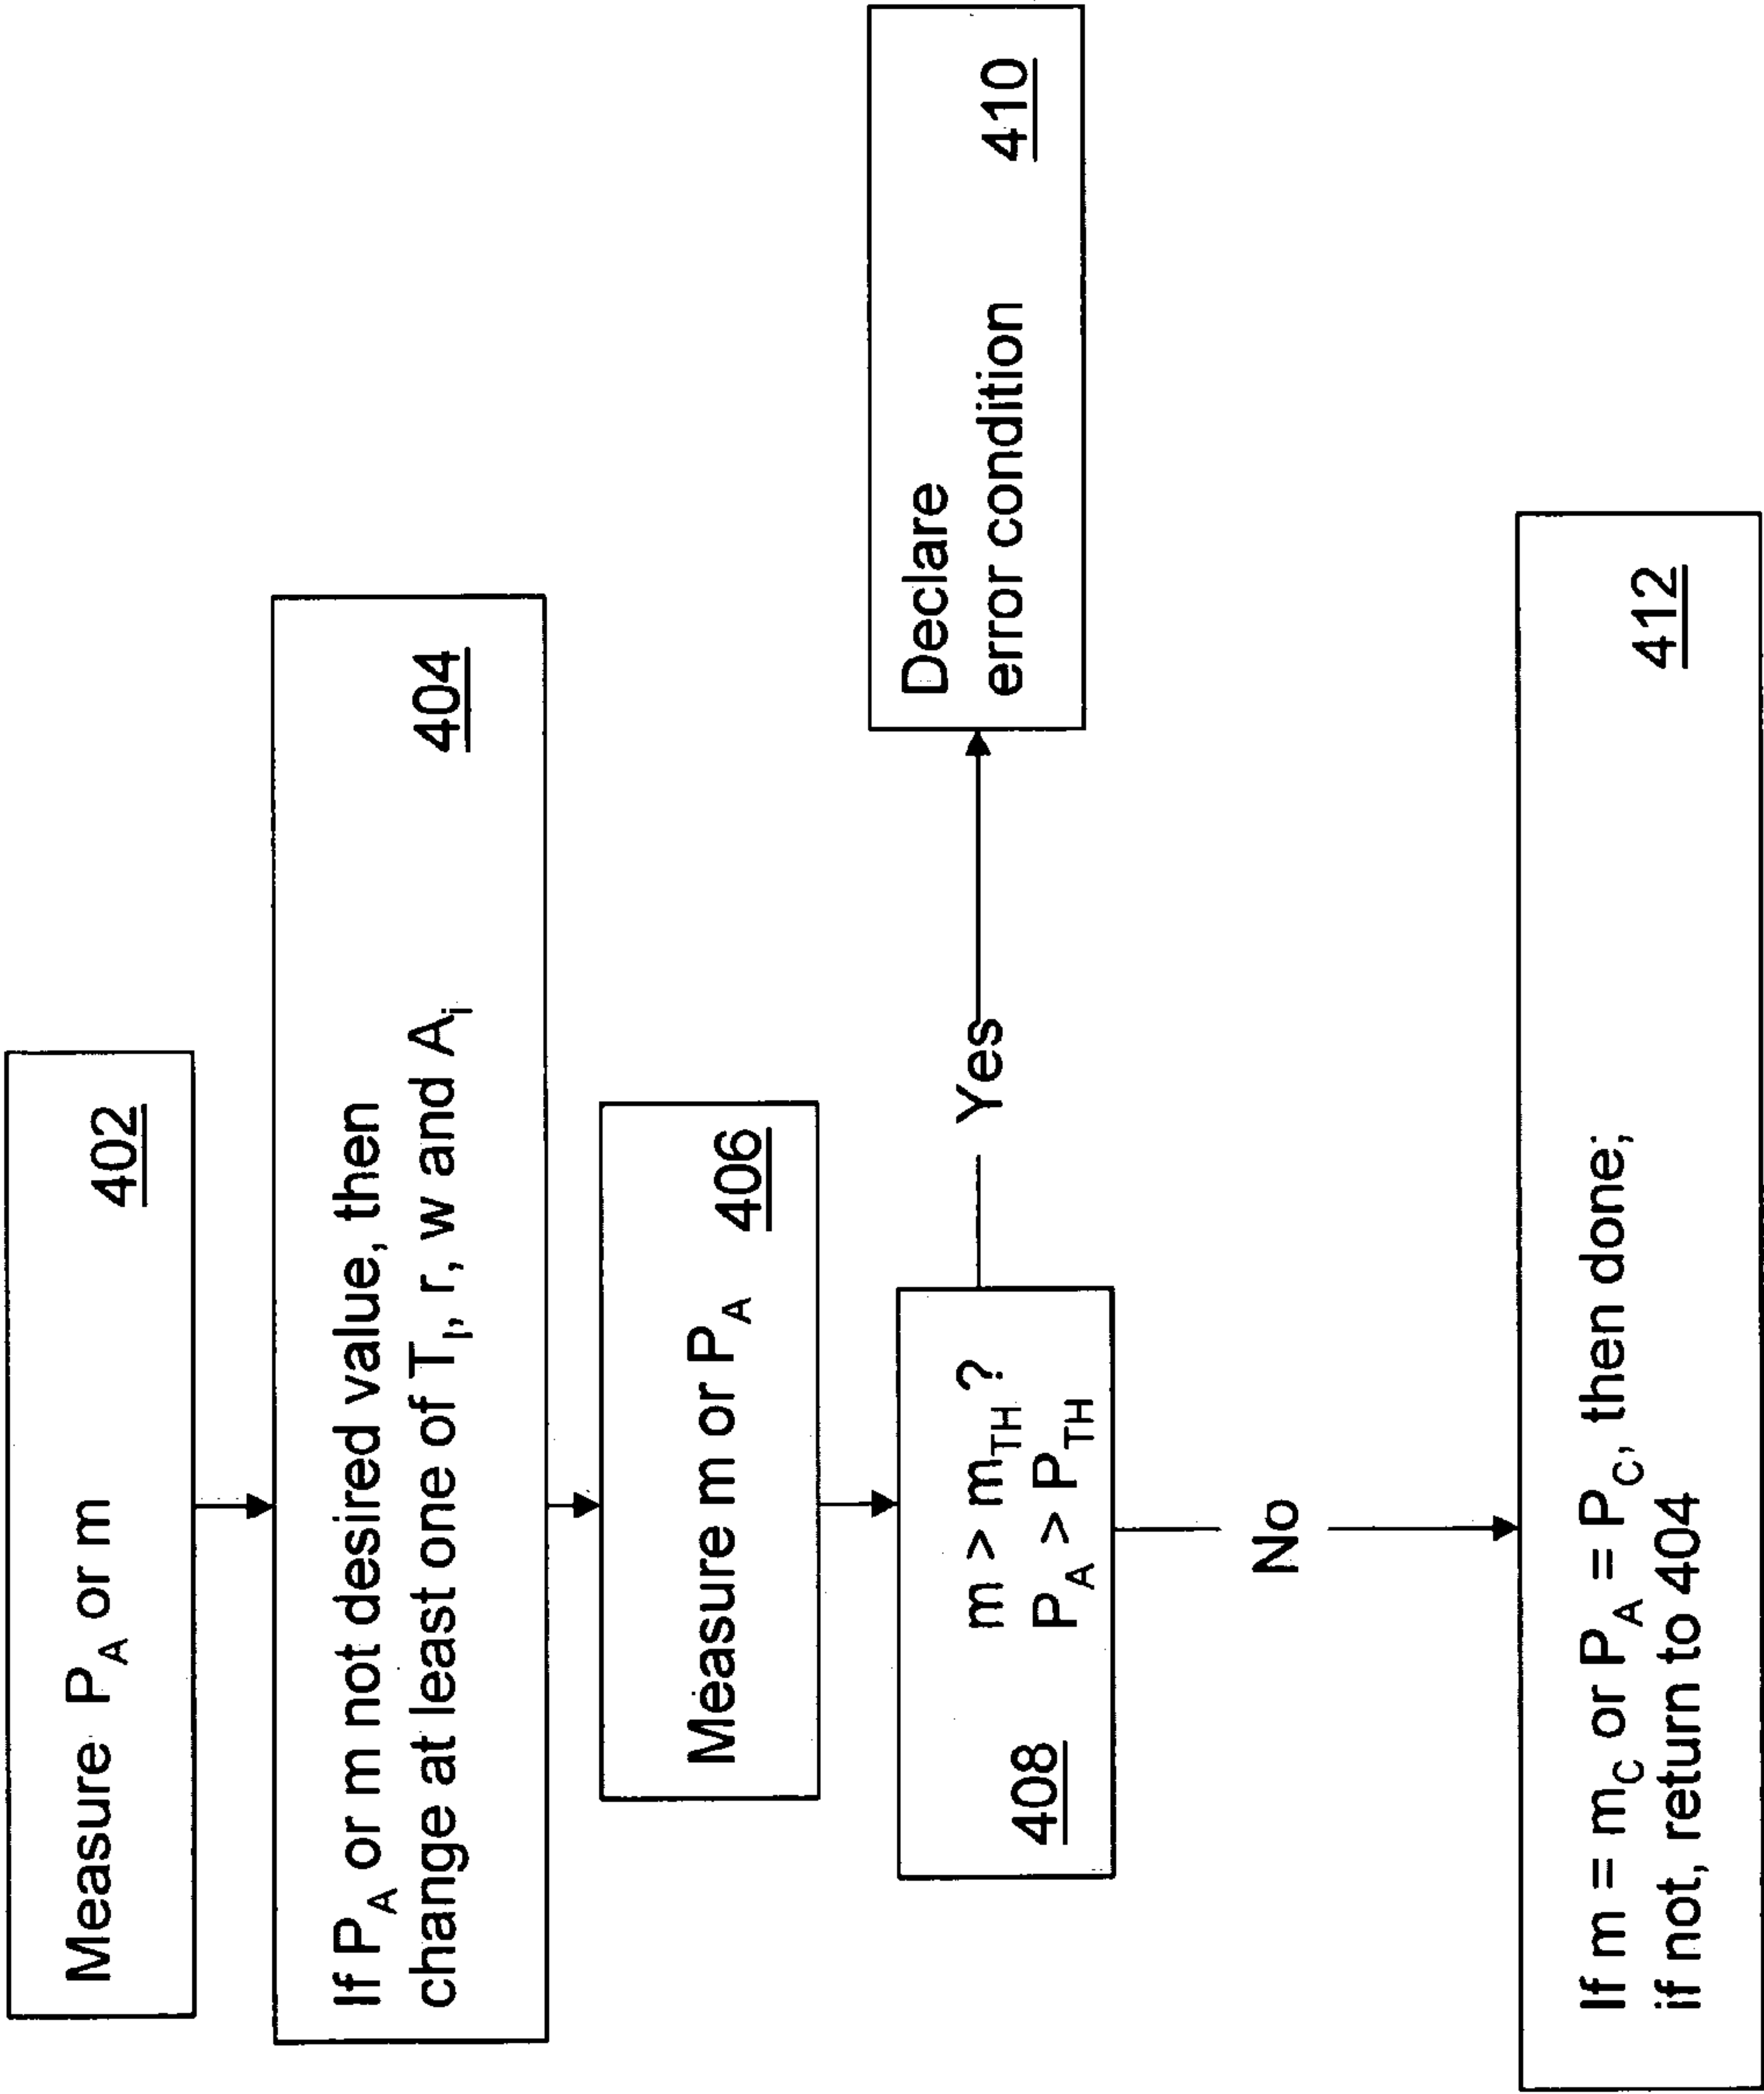 Measure P_A or m 402
If P_A or m not desired value, then 404
change at least one of T_i, r, w and A_i
Measure m or P_A 406
408 m > m_TH ?
P_A > P_TH
Yes
Declare
error condition 410
No
If m = m_C or P_A = P_C, then done;
if not, return to 404 412